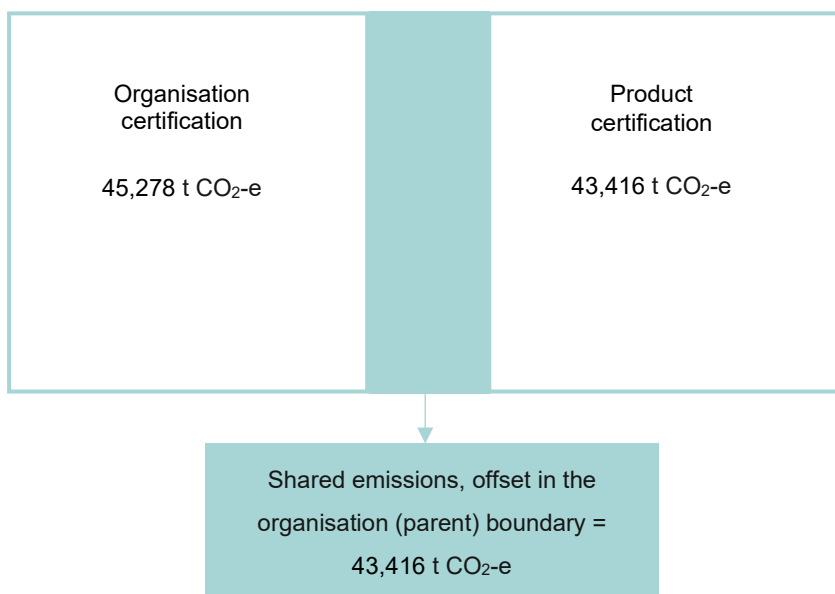 Organisation
certification
45,278 t CO₂-e
Product
certification
43,416 t CO₂-e
Shared emissions, offset in the
organisation (parent) boundary =
43,416 t CO₂-e